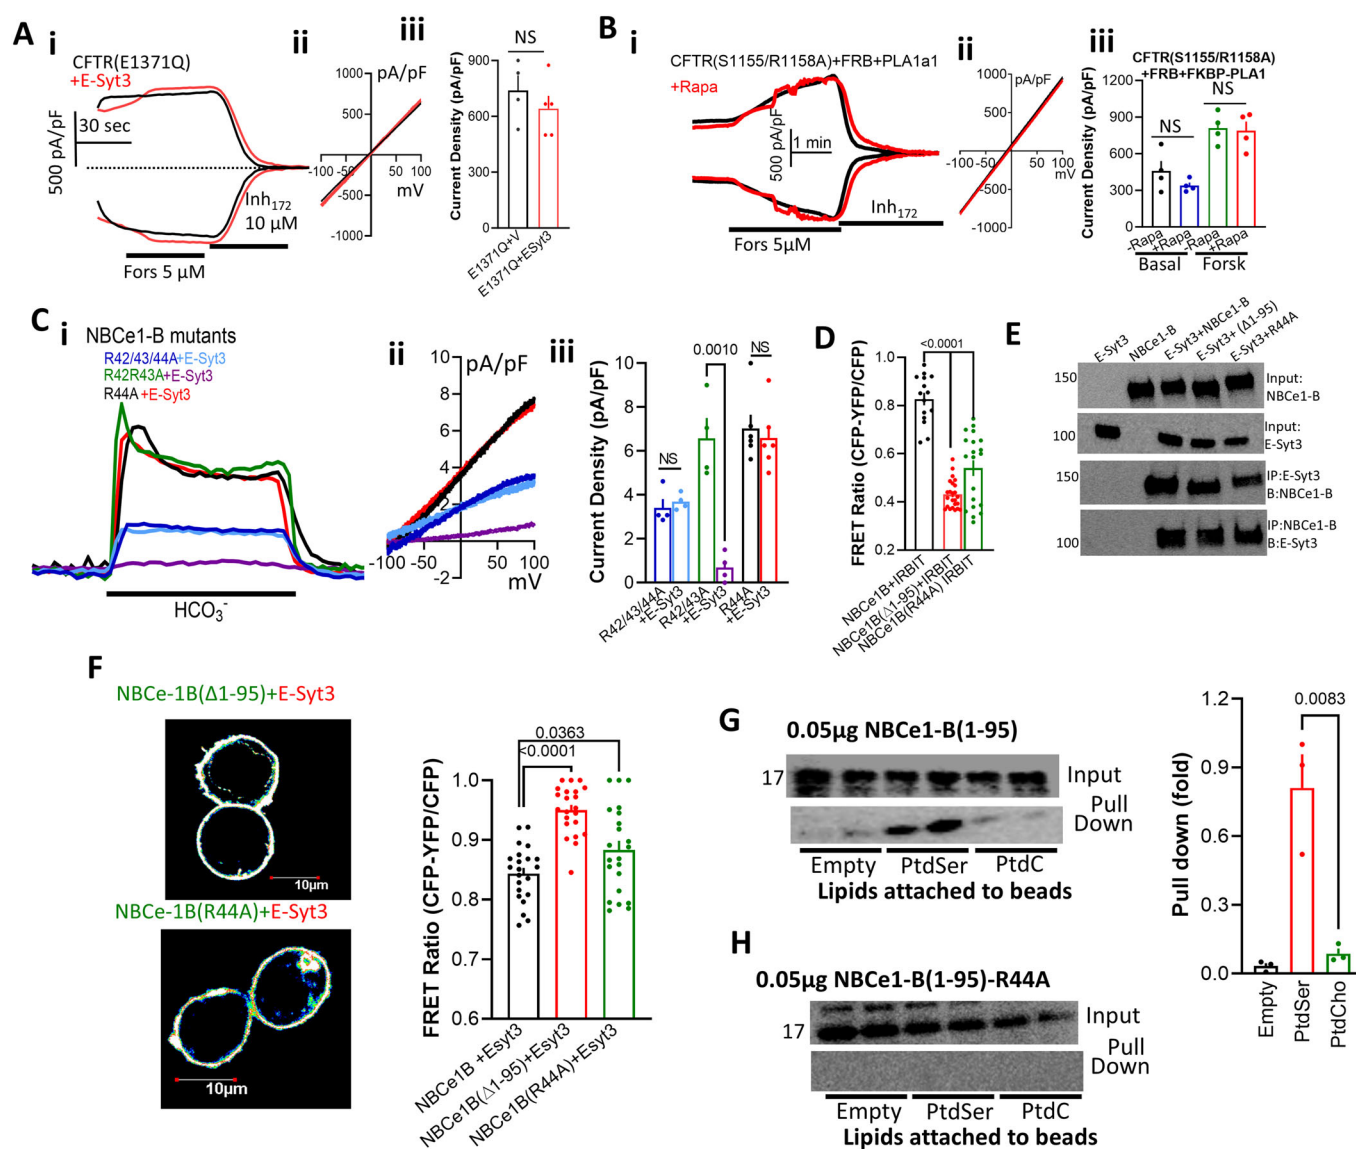 A
i
CFTR(E1371Q)
+E-Syt3
500 pA/pF
30 sec
Inh172
10 µM
Fors 5 µM
ii
pA/pF
1000
500
-100
-50
50
100
mV
-500
-1000
iii
Current Density (pA/pF)
900
600
300
0
NS
E1371Q+V
E1371Q+ESyt3
B
i
CFTR(S1155/R1158A)+FRB+PLA1a1
+Rapa
500 pA/pF
1 min
Inh172
Fors 5µM
ii
pA/pF
1000
500
-100
-50
50
100
mV
-500
-1000
iii
CFTR(S1155/R1158A)
+FRB+FKBP-PLA1
Current Density (pA/pF)
1200
900
600
300
0
NS
NS
-Rapa
+Rapa
-Rapa
+Rapa
Basal
Forsk
C
i
NBCe1-B mutants
R42/43/44A+E-Syt3
R42R43A+E-Syt3
R44A +E-Syt3
HCO3-
ii
pA/pF
8
6
4
2
-2
-100
-50
0
50
100
mV
iii
Current Density (pA/pF)
10
8
6
4
2
0
NS
0.0010
NS
R42/43/44A
+E-Syt3
R42/43A
+E-Syt3
R44A
+E-Syt3
D
FRET Ratio (CFP-YFP/CFP)
1.0
0.8
0.6
0.4
0.2
<0.0001
NBCe1B+IRBIT
NBCe1B(Δ1-95)+IRBIT
NBCe1B(R44A) IRBIT
E
E-Syt3
NBCe1-B
E-Syt3+NBCe1-B
E-Syt3+ (Δ1-95)
E-Syt3+R44A
150
Input:
NBCe1-B
100
Input:
E-Syt3
150
IP:E-Syt3
B:NBCe1-B
100
IP:NBCe1-B
B:E-Syt3
F
NBCe-1B(Δ1-95)+E-Syt3
10µm
NBCe-1B(R44A)+E-Syt3
10µm
FRET Ratio (CFP-YFP/CFP)
1.0
0.9
0.8
0.7
0.6
0.0363
<0.0001
NBCe1B +Esyt3
NBCe1B(Δ1-95)+Esyt3
NBCe1B(R44A)+Esyt3
G
0.05µg NBCe1-B(1-95)
17
Input
Pull
Down
Empty
PtdSer
PtdC
Lipids attached to beads
Pull down (fold)
1.2
0.9
0.6
0.3
0.0
0.0083
Empty
PtdSer
PtdCho
H
0.05µg NBCe1-B(1-95)-R44A
17
Input
Pull
Down
Empty
PtdSer
PtdC
Lipids attached to beads